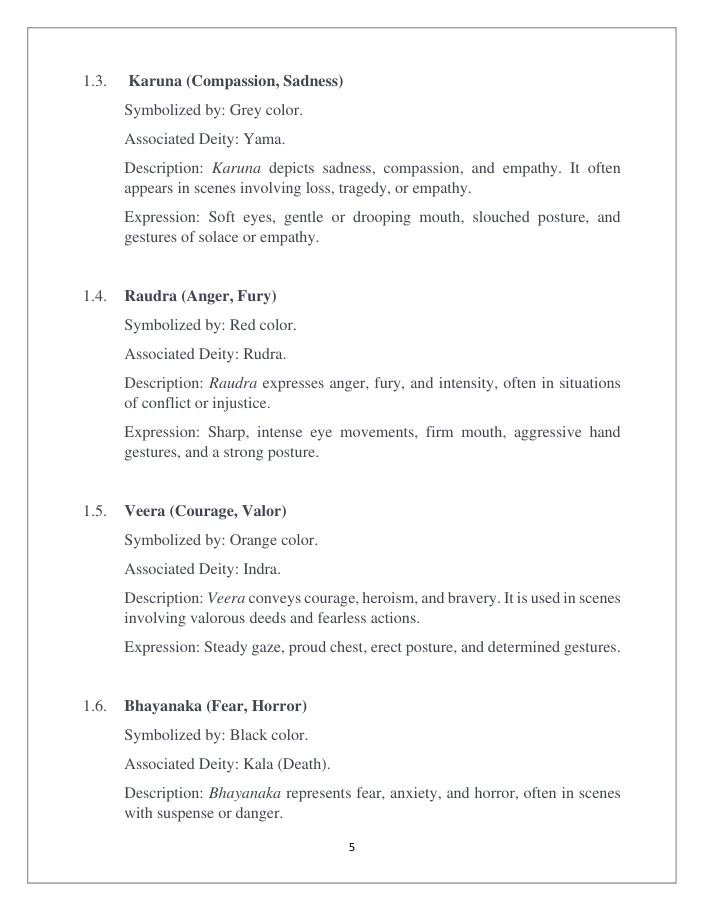 1.3. Karuna (Compassion, Sadness)
Symbolized by: Grey color.
Associated Deity: Yama.
Description: Karuna depicts sadness, compassion, and empathy. It often
appears in scenes involving loss, tragedy, or empathy.
Expression: Soft eyes, gentle or drooping mouth, slouched posture, and
gestures of solace or empathy.
1.4. Raudra (Anger, Fury)
Symbolized by: Red color.
Associated Deity: Rudra.
Description: Raudra expresses anger, fury, and intensity, often in situations
of conflict or injustice.
Expression: Sharp, intense eye movements, firm mouth, aggressive hand
gestures, and a strong posture.
1.5. Veera (Courage, Valor)
Symbolized by: Orange color.
Associated Deity: Indra.
Description: Veera conveys courage, heroism, and bravery. It is used in scenes
involving valorous deeds and fearless actions.
Expression: Steady gaze, proud chest, erect posture, and determined gestures.
1.6. Bhayanaka (Fear, Horror)
Symbolized by: Black color.
Associated Deity: Kala (Death).
Description: Bhayanaka represents fear, anxiety, and horror, often in scenes
with suspense or danger.
5